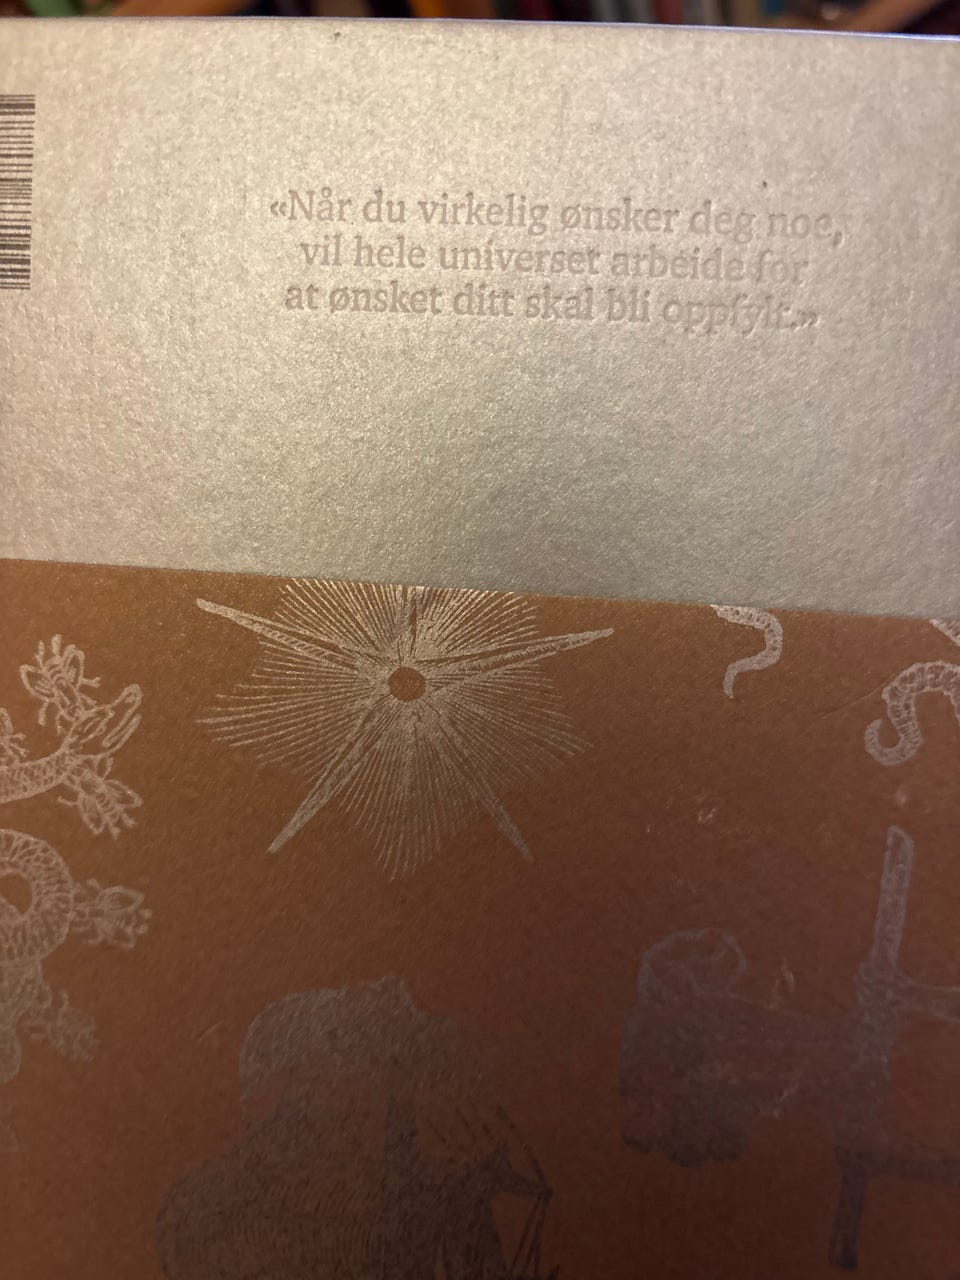 «Når du virkelig ønsker deg noe,
vil hele universet arbeide for
at ønsket ditt skal bli oppfylt.»